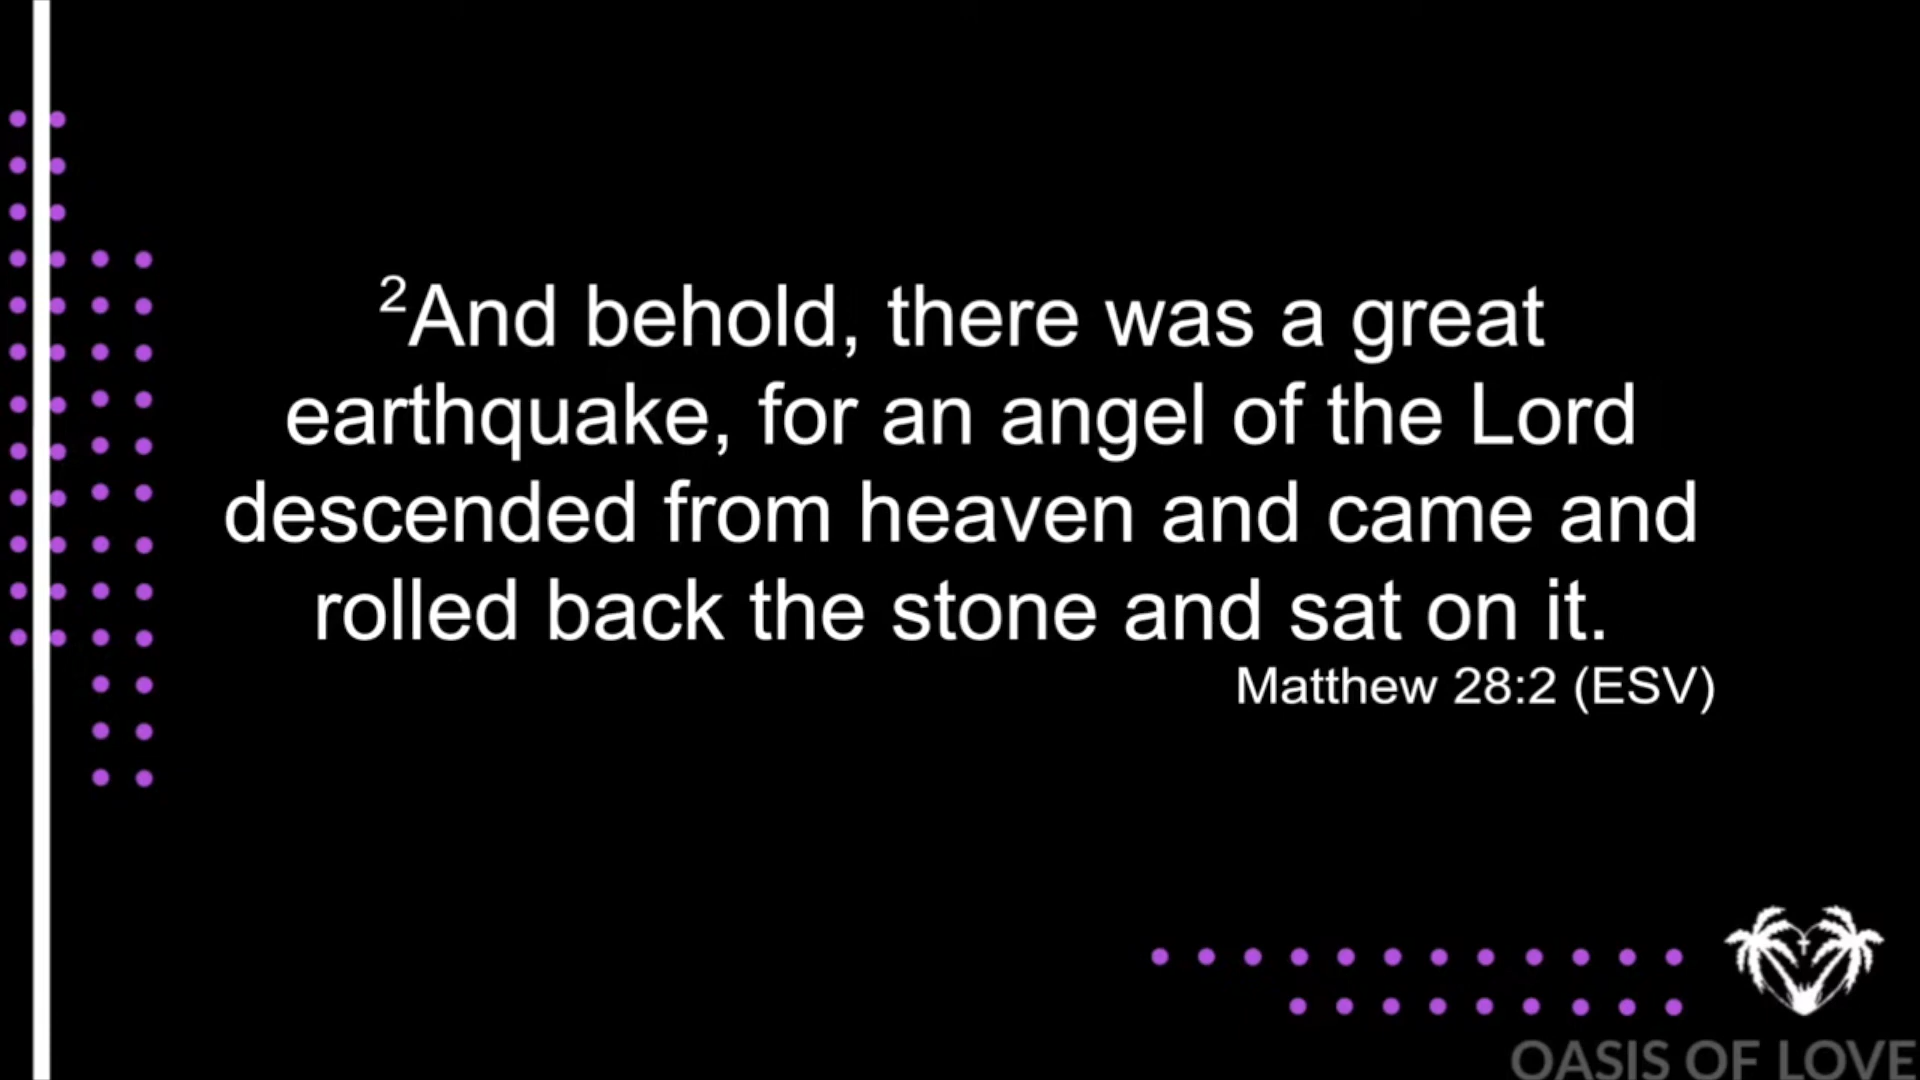 ²And behold, there was a great
earthquake, for an angel of the Lord
descended from heaven and came and
rolled back the stone and sat on it.
Matthew 28:2 (ESV)
OASIS OF LOVE